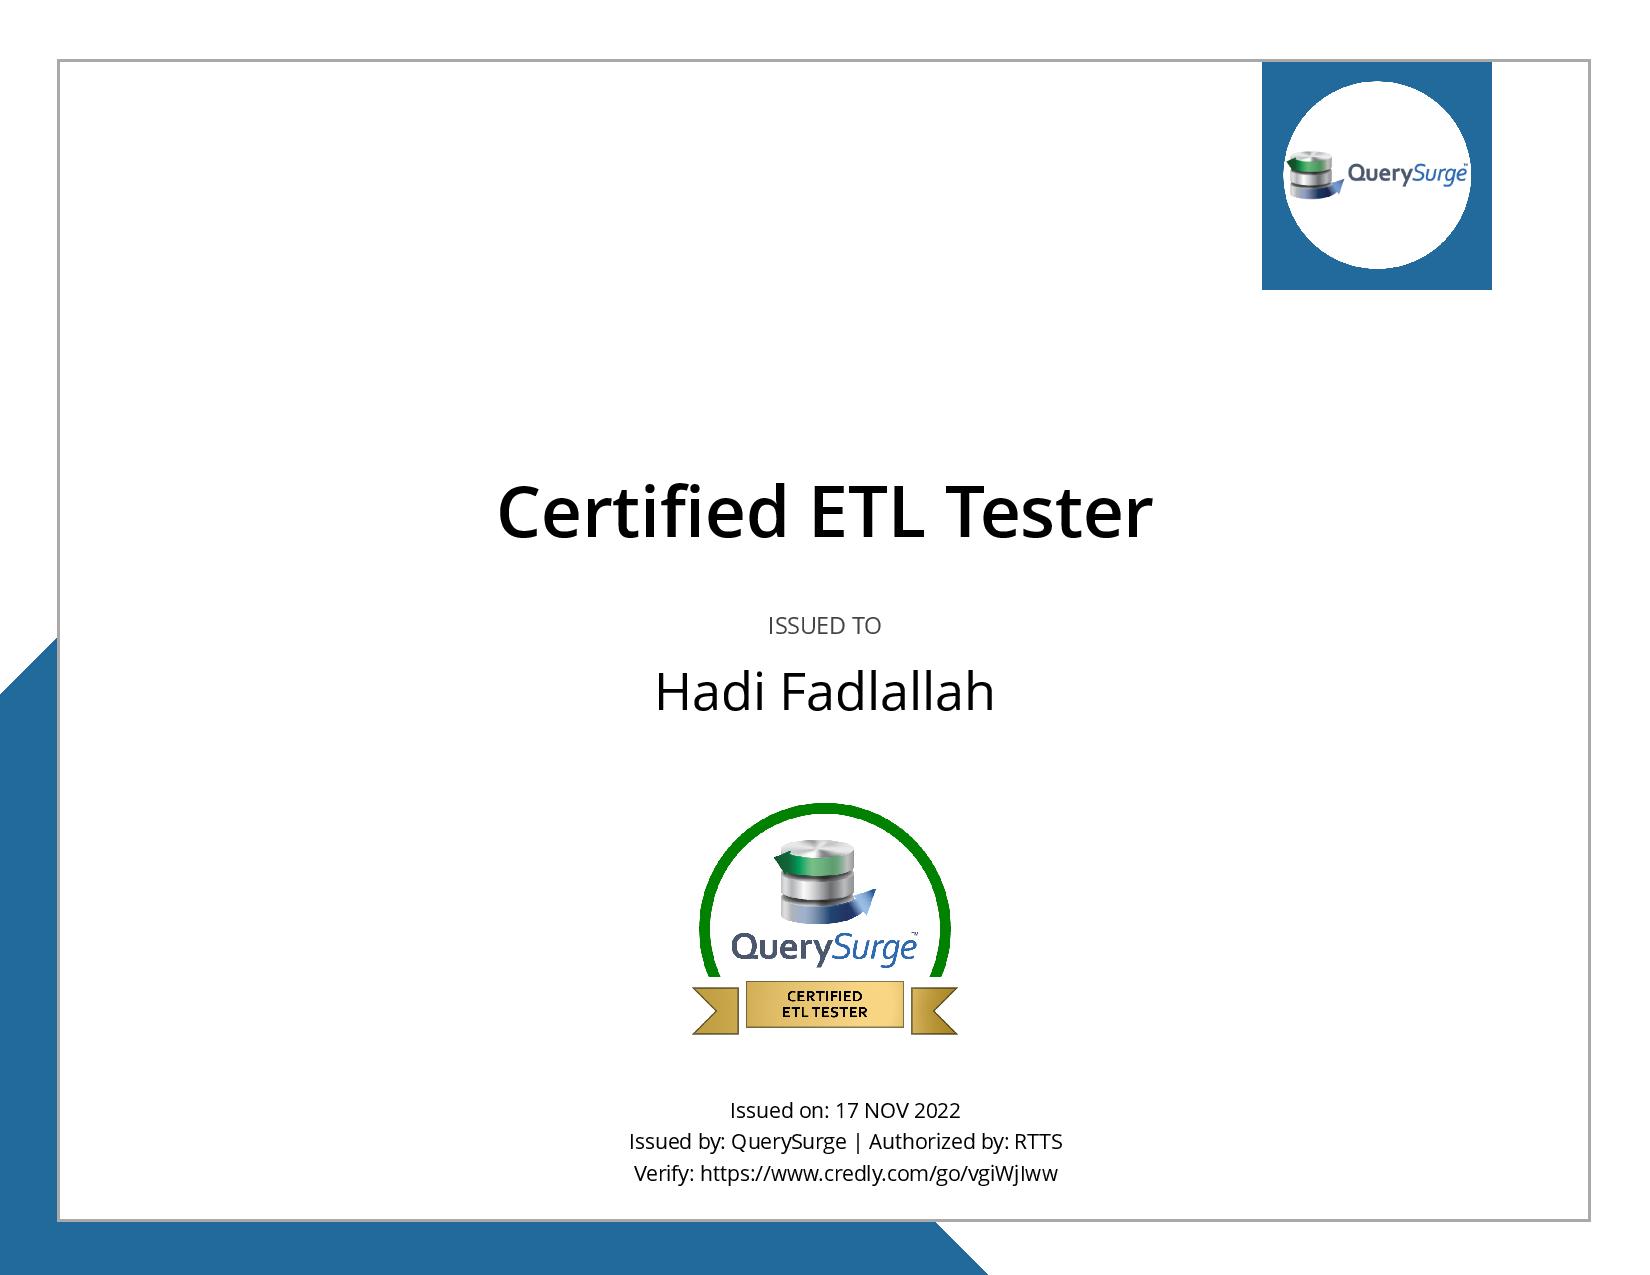 QuerySurge™
Certified ETL Tester
ISSUED TO
Hadi Fadlallah
QuerySurge™
CERTIFIED
ETL TESTER
Issued on: 17 NOV 2022
Issued by: QuerySurge | Authorized by: RTTS
Verify: https://www.credly.com/go/vgiWjIww